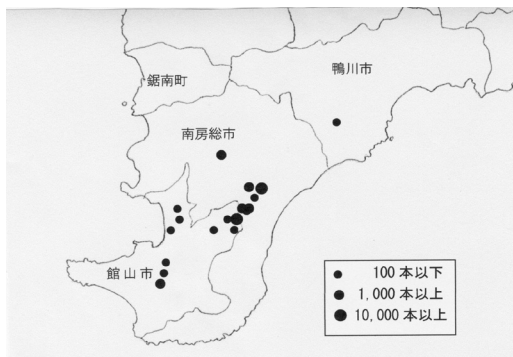 鴨川市
鋸南町
南房総市
館山市
100 本以下
1,000 本以上
10,000 本以上